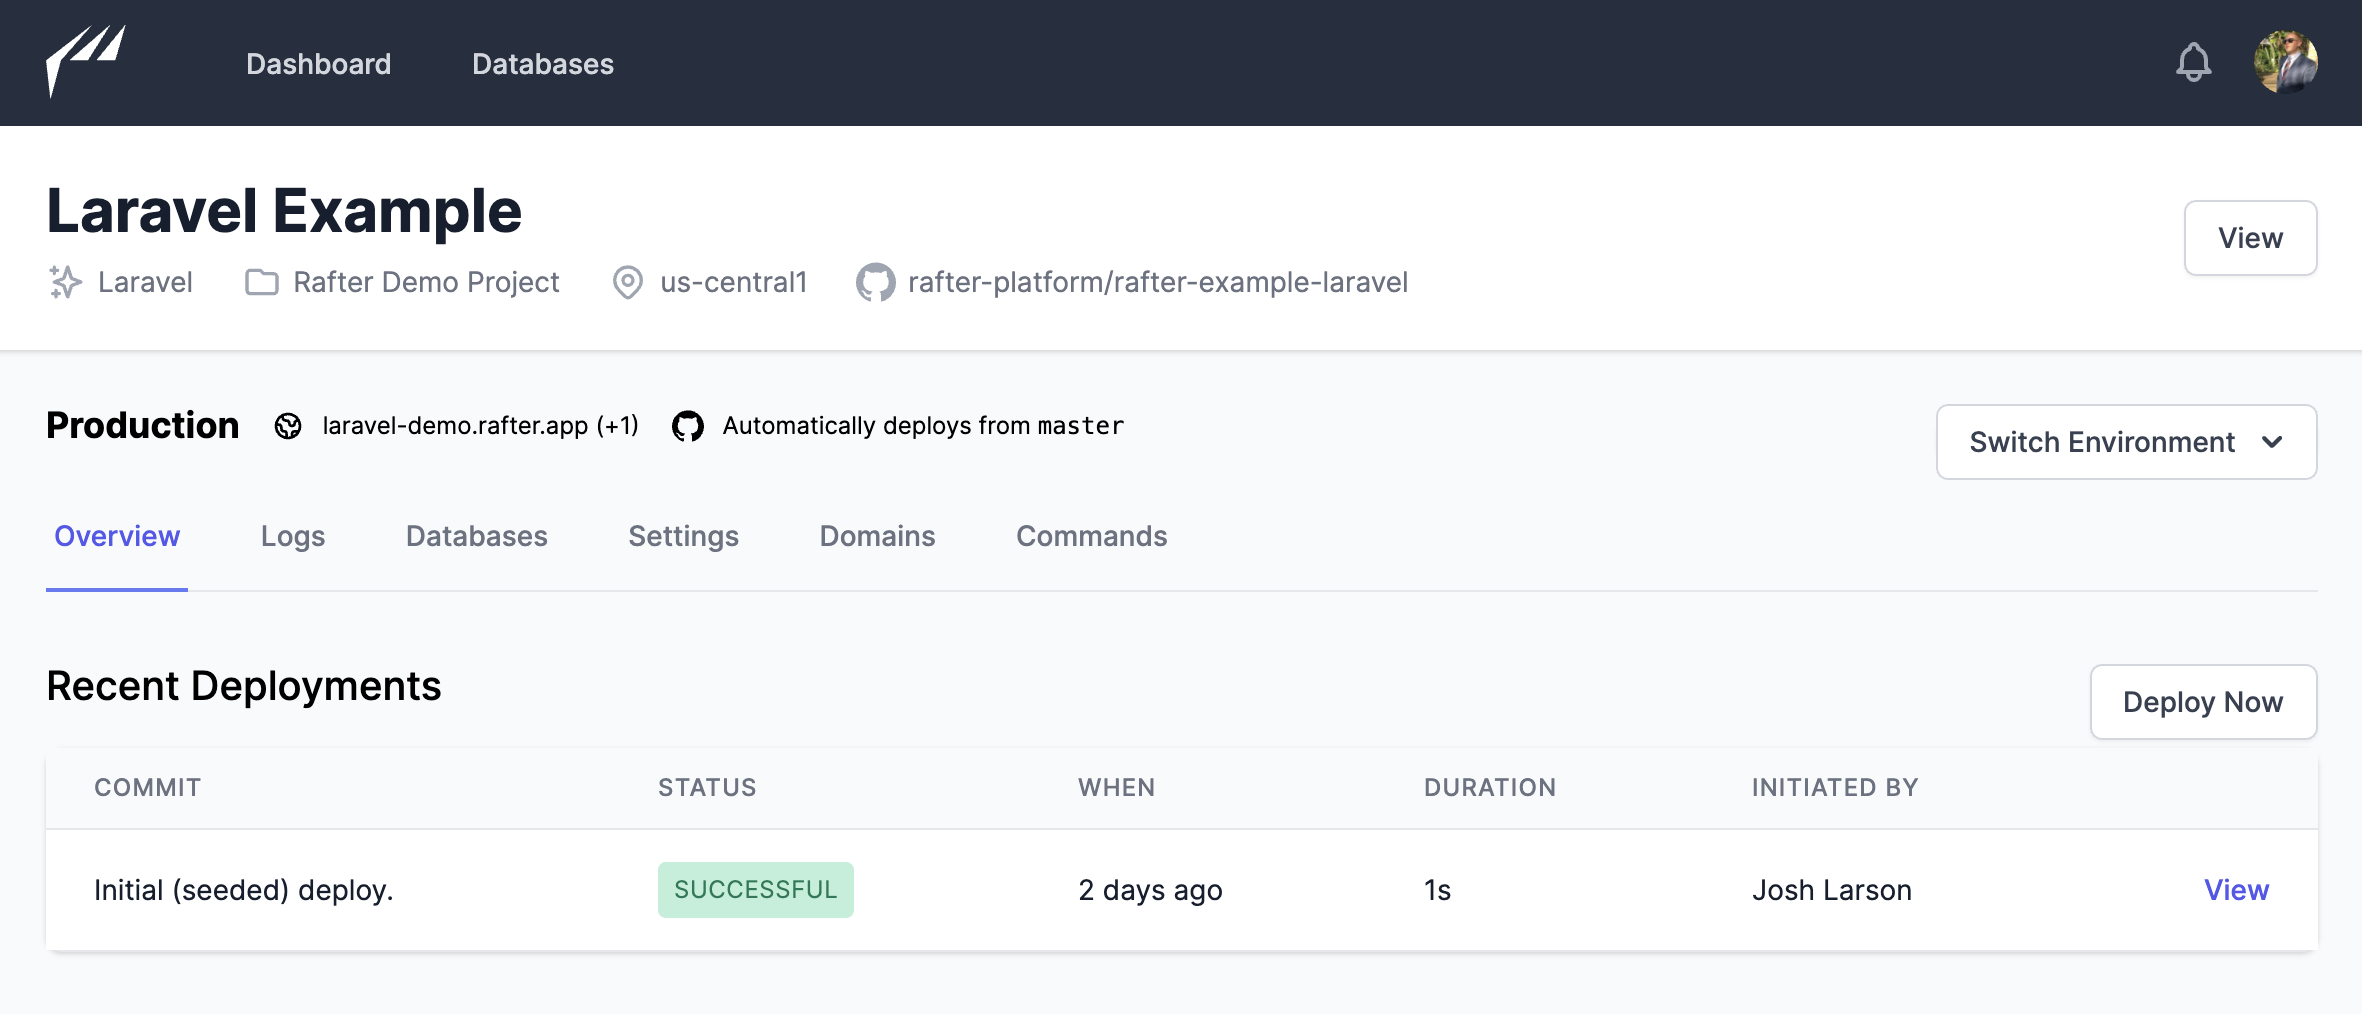 Dashboard Databases
Laravel Example
View
Laravel Rafter Demo Project us-central1 rafter-platform/rafter-example-laravel
Production laravel-demo.rafter.app (+1) Automatically deploys from master
Switch Environment
Overview Logs Databases Settings Domains Commands
Recent Deployments
Deploy Now
COMMIT STATUS WHEN DURATION INITIATED BY
Initial (seeded) deploy. SUCCESSFUL 2 days ago 1s Josh Larson View